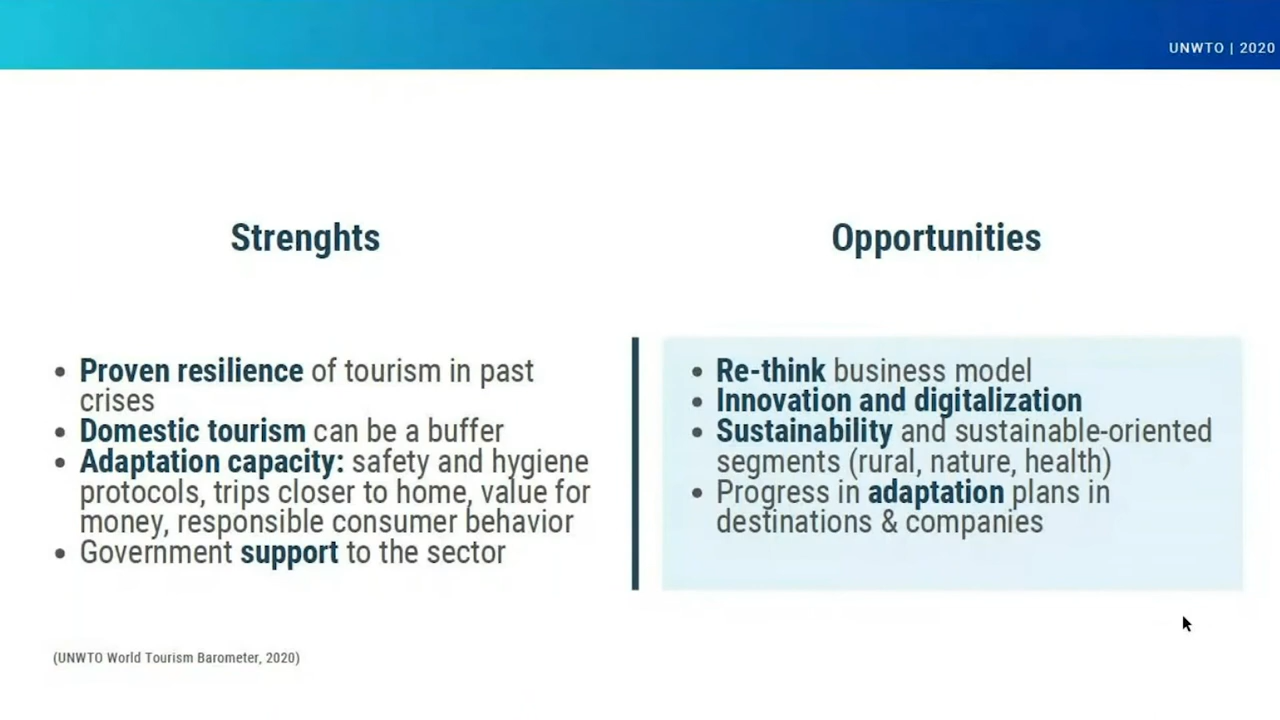 UNWTO | 2020
Strenghts
• Proven resilience of tourism in past
crises
• Domestic tourism can be a buffer
• Adaptation capacity: safety and hygiene
protocols, trips closer to home, value for
money, responsible consumer behavior
• Government support to the sector
Opportunities
• Re-think business model
• Innovation and digitalization
• Sustainability and sustainable-oriented
segments (rural, nature, health)
• Progress in adaptation plans in
destinations & companies
(UNWTO World Tourism Barometer, 2020)